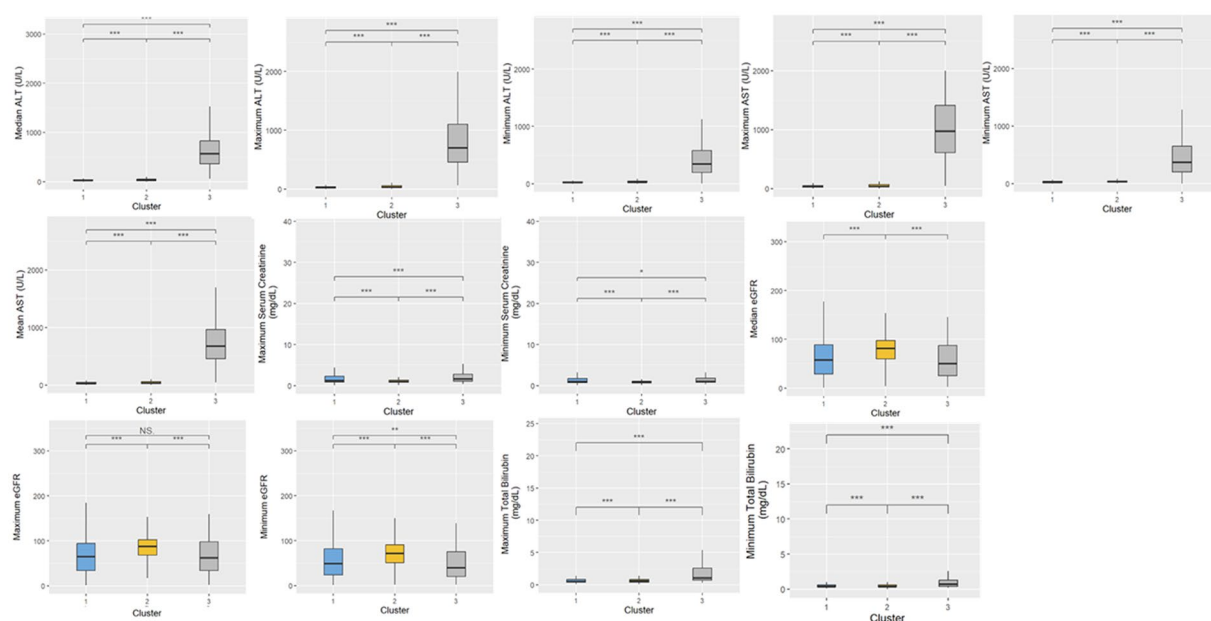 ***
*** ***
Median ALT (U/L)
3000
2000
1000
0
1 2 3
Cluster
***
*** ***
Maximum ALT (U/L)
2000
1000
0
1 2 3
Cluster
***
*** ***
Minimum ALT (U/L)
2000
1000
0
1 2 3
Cluster
***
*** ***
Maximum AST (U/L)
2000
1000
0
1 2 3
Cluster
***
*** ***
Minimum AST (U/L)
2000
1000
0
1 2 3
Cluster
***
*** ***
Mean AST (U/L)
2000
1000
0
1 2 3
Cluster
Maximum Serum Creatinine
(mg/dL)
40
30
20
10
0
***
*** ***
1 2 3
Cluster
Minimum Serum Creatinine
(mg/dL)
40
30
20
10
0
*
*** ***
1 2 3
Cluster
*** ***
Median eGFR
300
200
100
0
1 2 3
Cluster
NS.
*** ***
Maximum eGFR
300
200
100
0
1 2 3
Cluster
**
*** ***
Minimum eGFR
300
200
100
0
1 2 3
Cluster
Maximum Total Bilirubin
(mg/dL)
25
20
15
10
5
0
***
*** ***
1 2 3
Cluster
Minimum Total Bilirubin
(mg/dL)
20
15
10
5
0
***
*** ***
1 2 3
Cluster